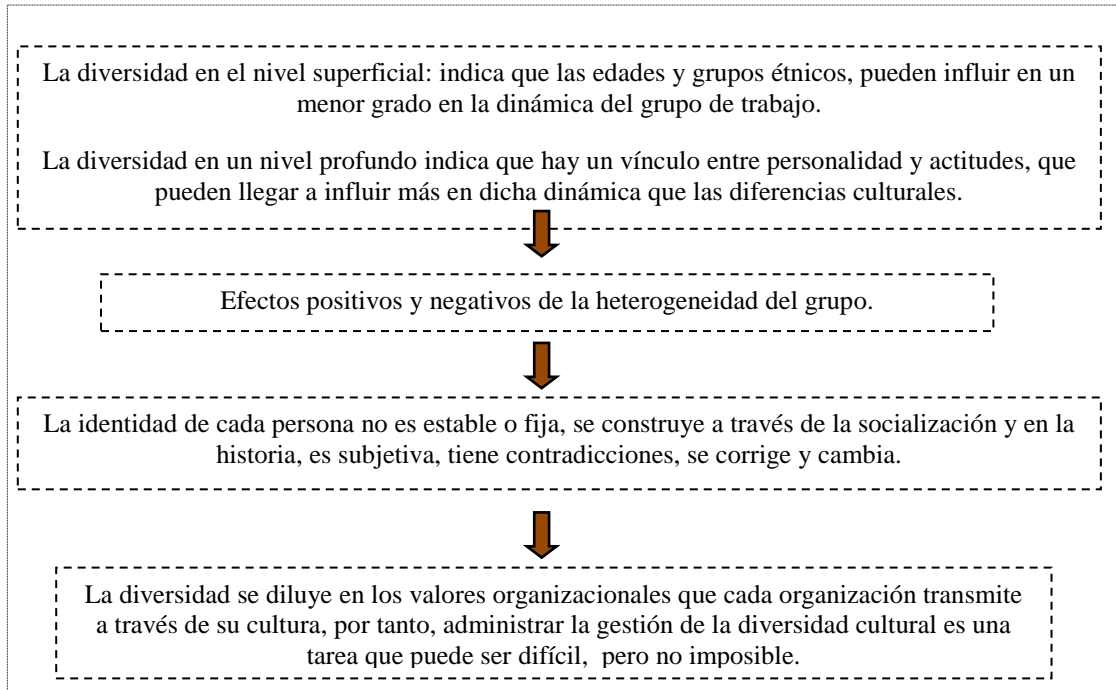 La diversidad en el nivel superficial: indica que las edades y grupos étnicos, pueden influir en un
menor grado en la dinámica del grupo de trabajo.
La diversidad en un nivel profundo indica que hay un vínculo entre personalidad y actitudes, que
pueden llegar a influir más en dicha dinámica que las diferencias culturales.
Efectos positivos y negativos de la heterogeneidad del grupo.
La identidad de cada persona no es estable o fija, se construye a través de la socialización y en la
historia, es subjetiva, tiene contradicciones, se corrige y cambia.
La diversidad se diluye en los valores organizacionales que cada organización transmite
a través de su cultura, por tanto, administrar la gestión de la diversidad cultural es una
tarea que puede ser difícil, pero no imposible.